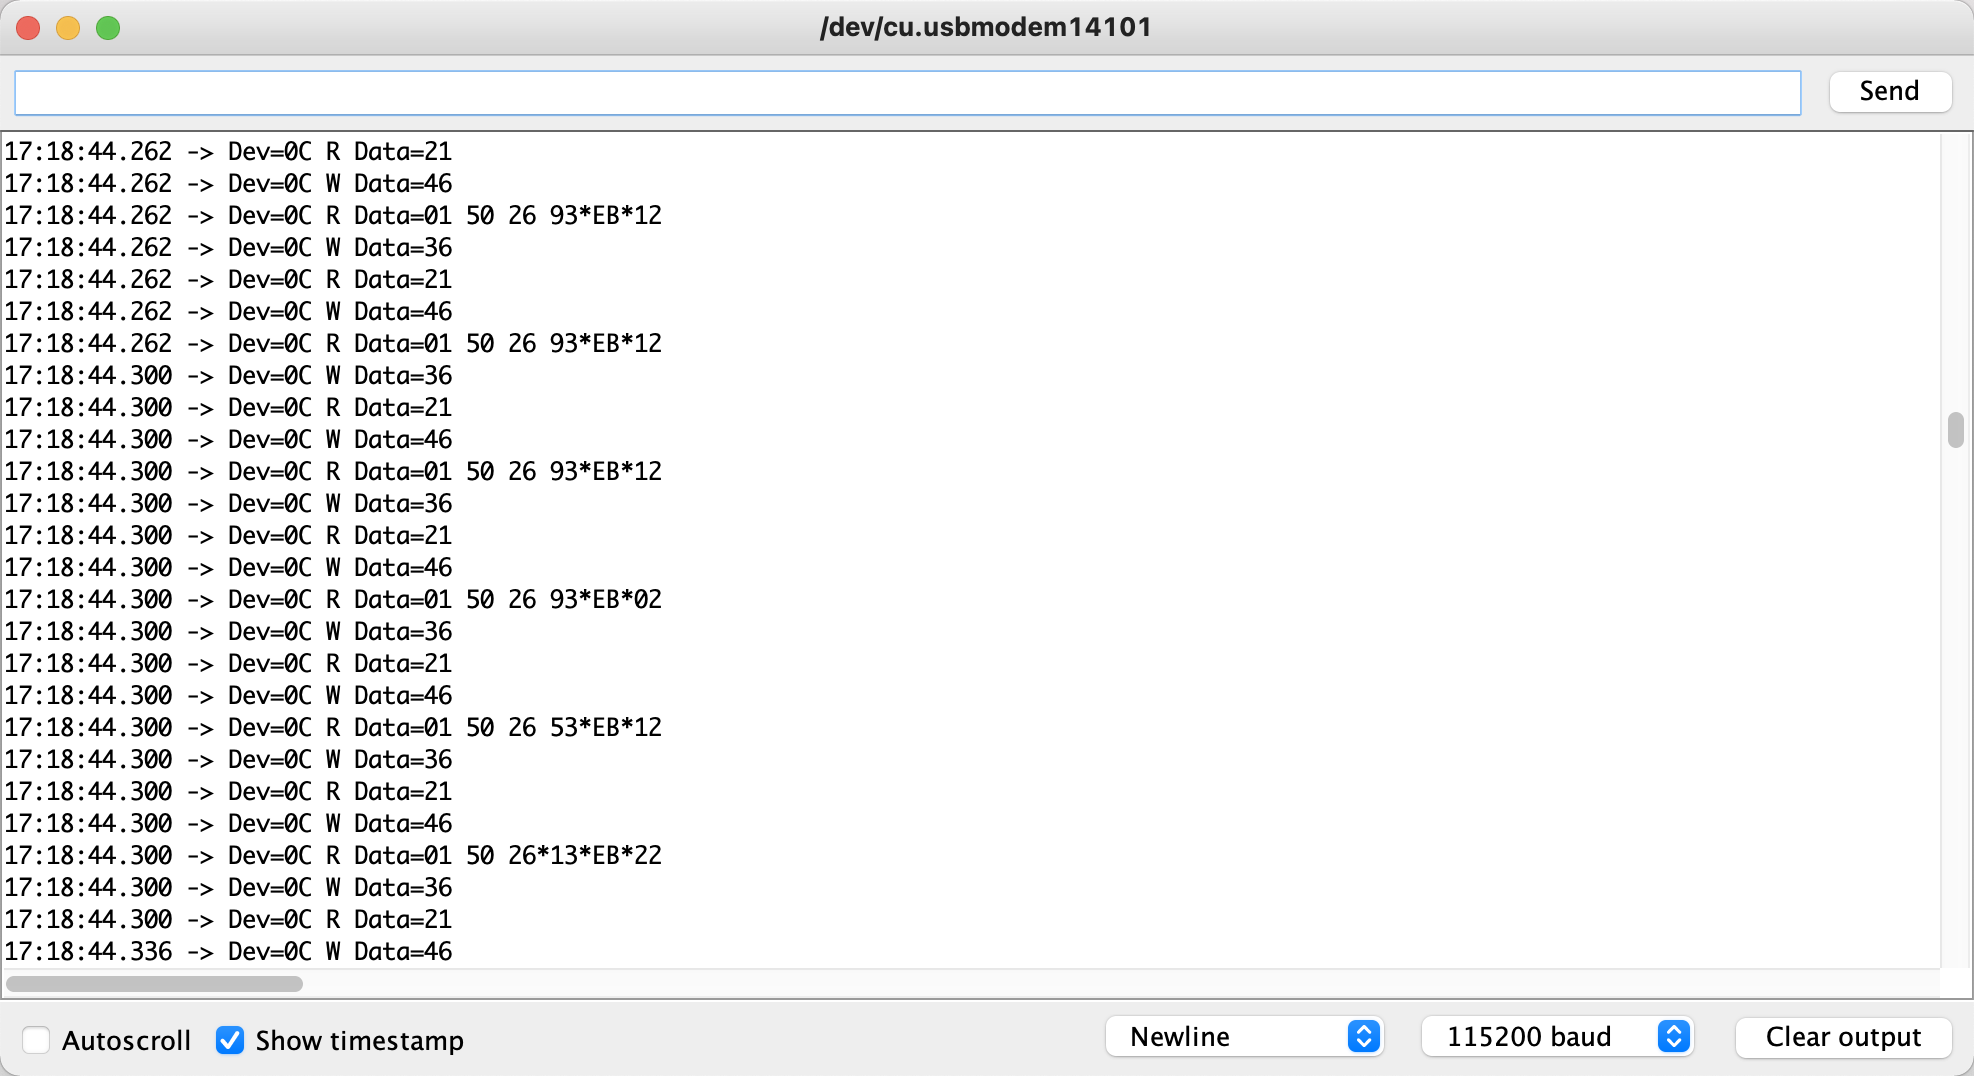 /dev/cu.usbmodem14101
Send
17:18:44.262 -> Dev=0C R Data=21
17:18:44.262 -> Dev=0C W Data=46
17:18:44.262 -> Dev=0C R Data=01 50 26 93*EB*12
17:18:44.262 -> Dev=0C W Data=36
17:18:44.262 -> Dev=0C R Data=21
17:18:44.262 -> Dev=0C W Data=46
17:18:44.262 -> Dev=0C R Data=01 50 26 93*EB*12
17:18:44.300 -> Dev=0C W Data=36
17:18:44.300 -> Dev=0C R Data=21
17:18:44.300 -> Dev=0C W Data=46
17:18:44.300 -> Dev=0C R Data=01 50 26 93*EB*12
17:18:44.300 -> Dev=0C W Data=36
17:18:44.300 -> Dev=0C R Data=21
17:18:44.300 -> Dev=0C W Data=46
17:18:44.300 -> Dev=0C R Data=01 50 26 93*EB*02
17:18:44.300 -> Dev=0C W Data=36
17:18:44.300 -> Dev=0C R Data=21
17:18:44.300 -> Dev=0C W Data=46
17:18:44.300 -> Dev=0C R Data=01 50 26 53*EB*12
17:18:44.300 -> Dev=0C W Data=36
17:18:44.300 -> Dev=0C R Data=21
17:18:44.300 -> Dev=0C W Data=46
17:18:44.300 -> Dev=0C R Data=01 50 26*13*EB*22
17:18:44.300 -> Dev=0C W Data=36
17:18:44.300 -> Dev=0C R Data=21
17:18:44.336 -> Dev=0C W Data=46
Autoscroll Show timestamp Newline 115200 baud Clear output